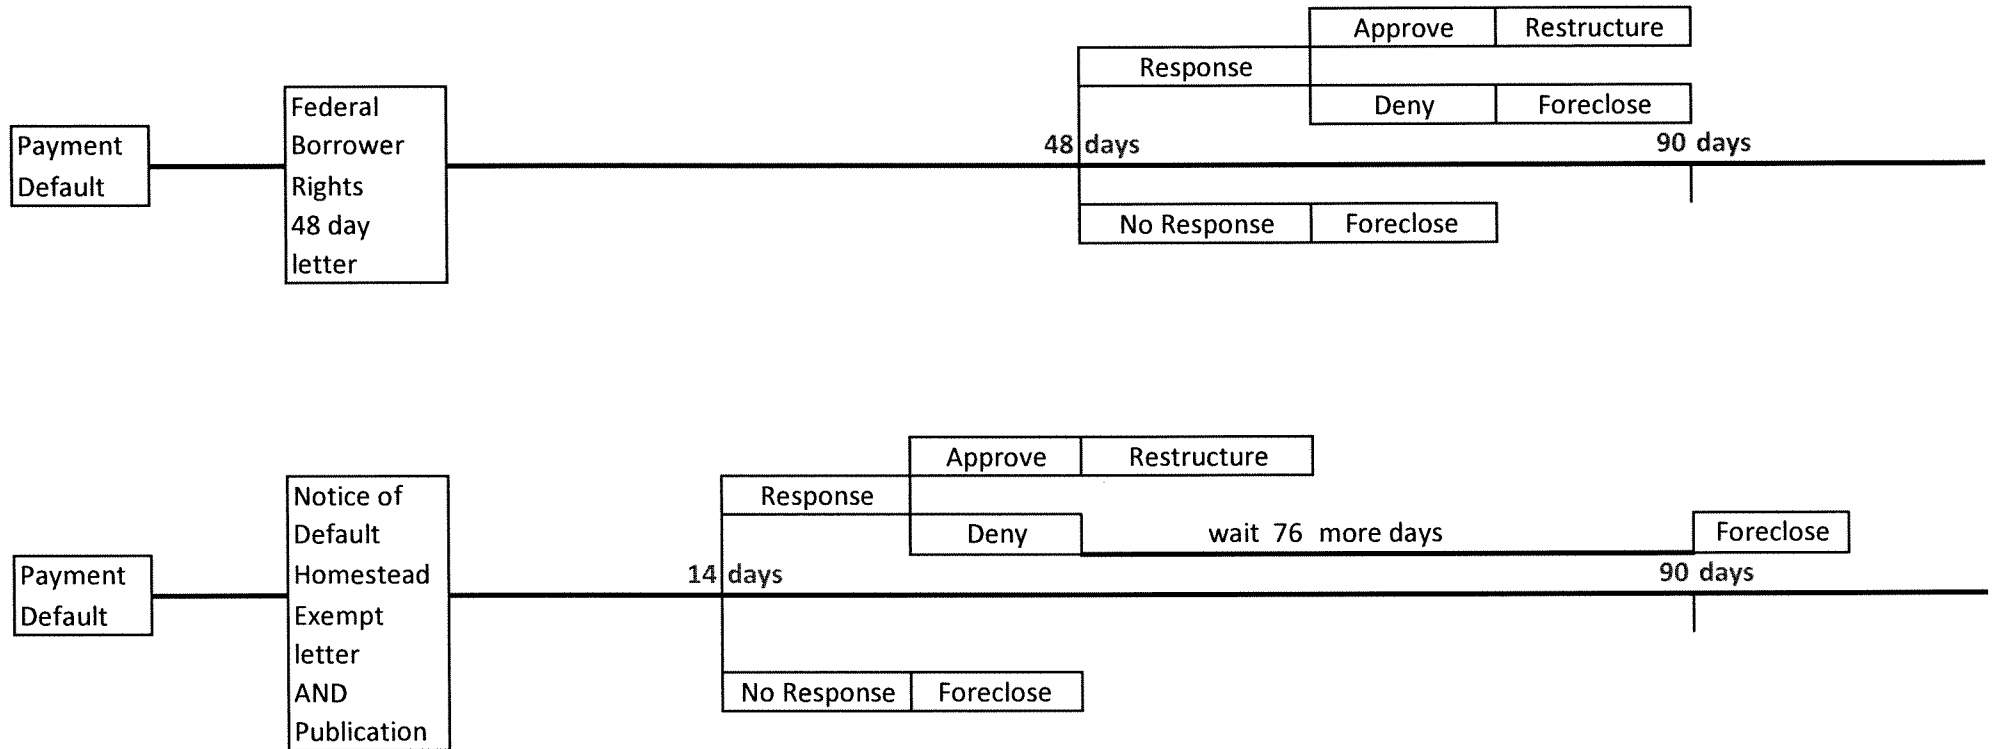 Approve Restructure
Response
Deny Foreclose
48 days 90 days
Payment
Default
Federal
Borrower
Rights
48 day
letter
No Response Foreclose
Approve Restructure
Response
Deny wait 76 more days Foreclose
14 days 90 days
Payment
Default
Notice of
Default
Homestead
Exempt
letter
AND
Publication
No Response Foreclose